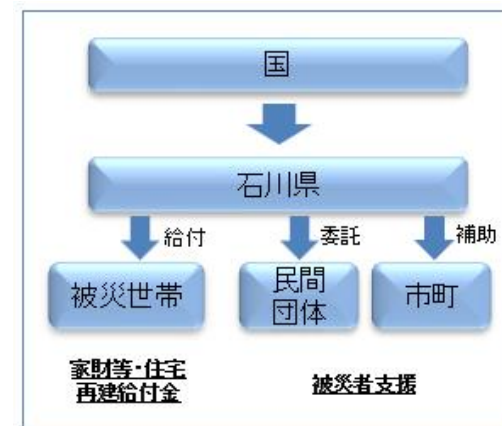 国
石川県
給付
委託
補助
被災世帯
民間
団体
市町
家財等・住宅
再建給付金
被災者支援